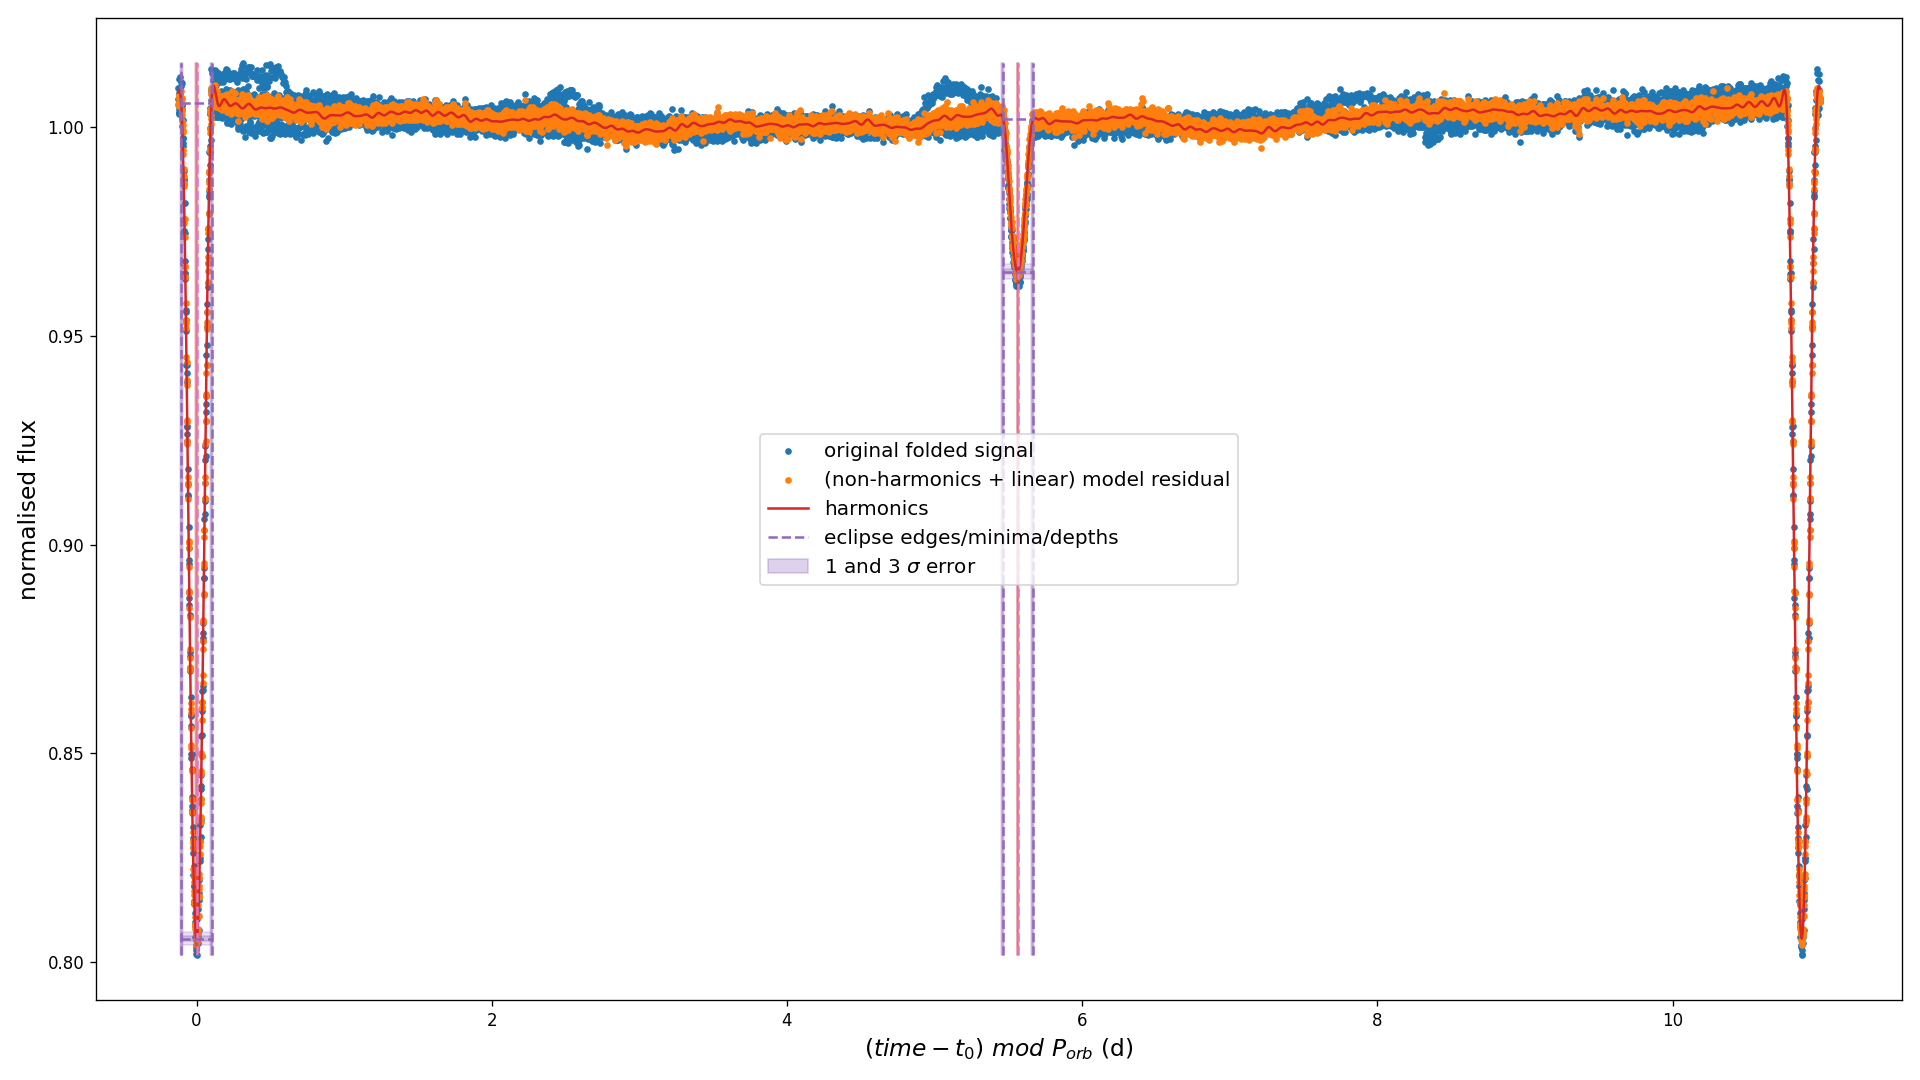 1.00
0.95
0.90
0.85
0.80
normalised flux
original folded signal
(non-harmonics + linear) model residual
harmonics
eclipse edges/minima/depths
1 and 3 σ error
0 2 4 6 8 10
(time − t₀) mod P_orb (d)